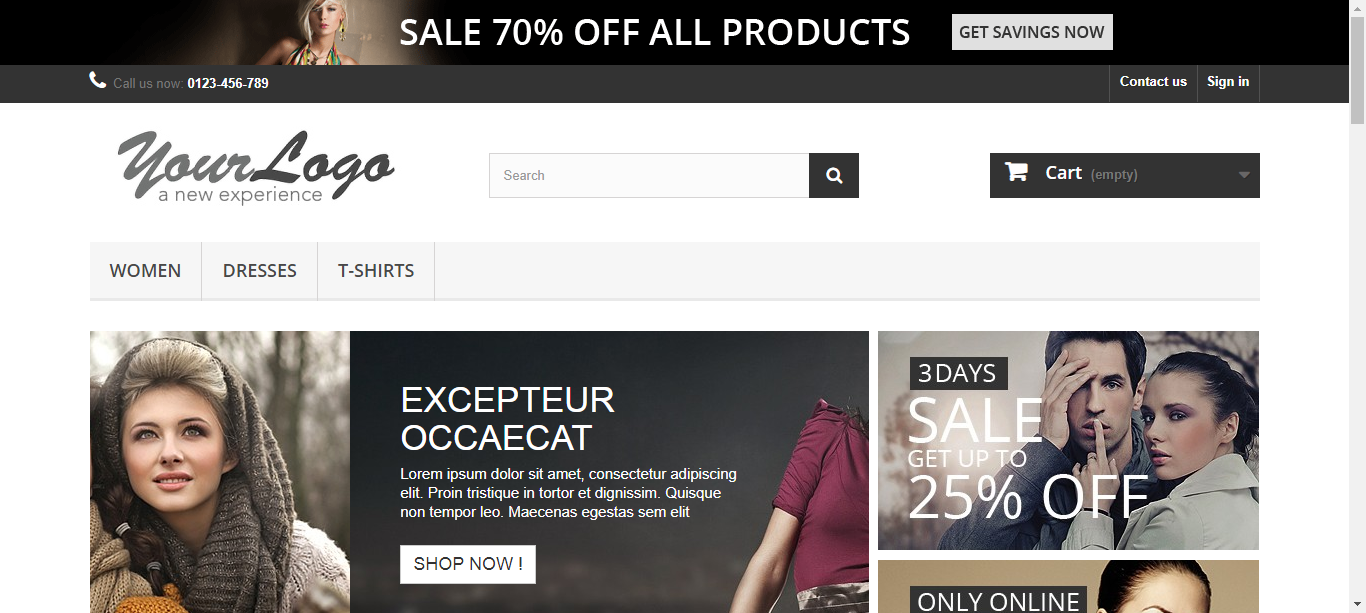 SALE 70% OFF ALL PRODUCTS
GET SAVINGS NOW
Call us now: 0123-456-789
Contact us
Sign in
YourLogo
a new experience
Search
Cart (empty)
WOMEN
DRESSES
T-SHIRTS
EXCEPTEUR
OCCAECAT
Lorem ipsum dolor sit amet, consectetur adipiscing
elit. Proin tristique in tortor et dignissim. Quisque
non tempor leo. Maecenas egestas sem elit
SHOP NOW !
3 DAYS
SALE
GET UP TO
25% OFF
ONLY ONLINE